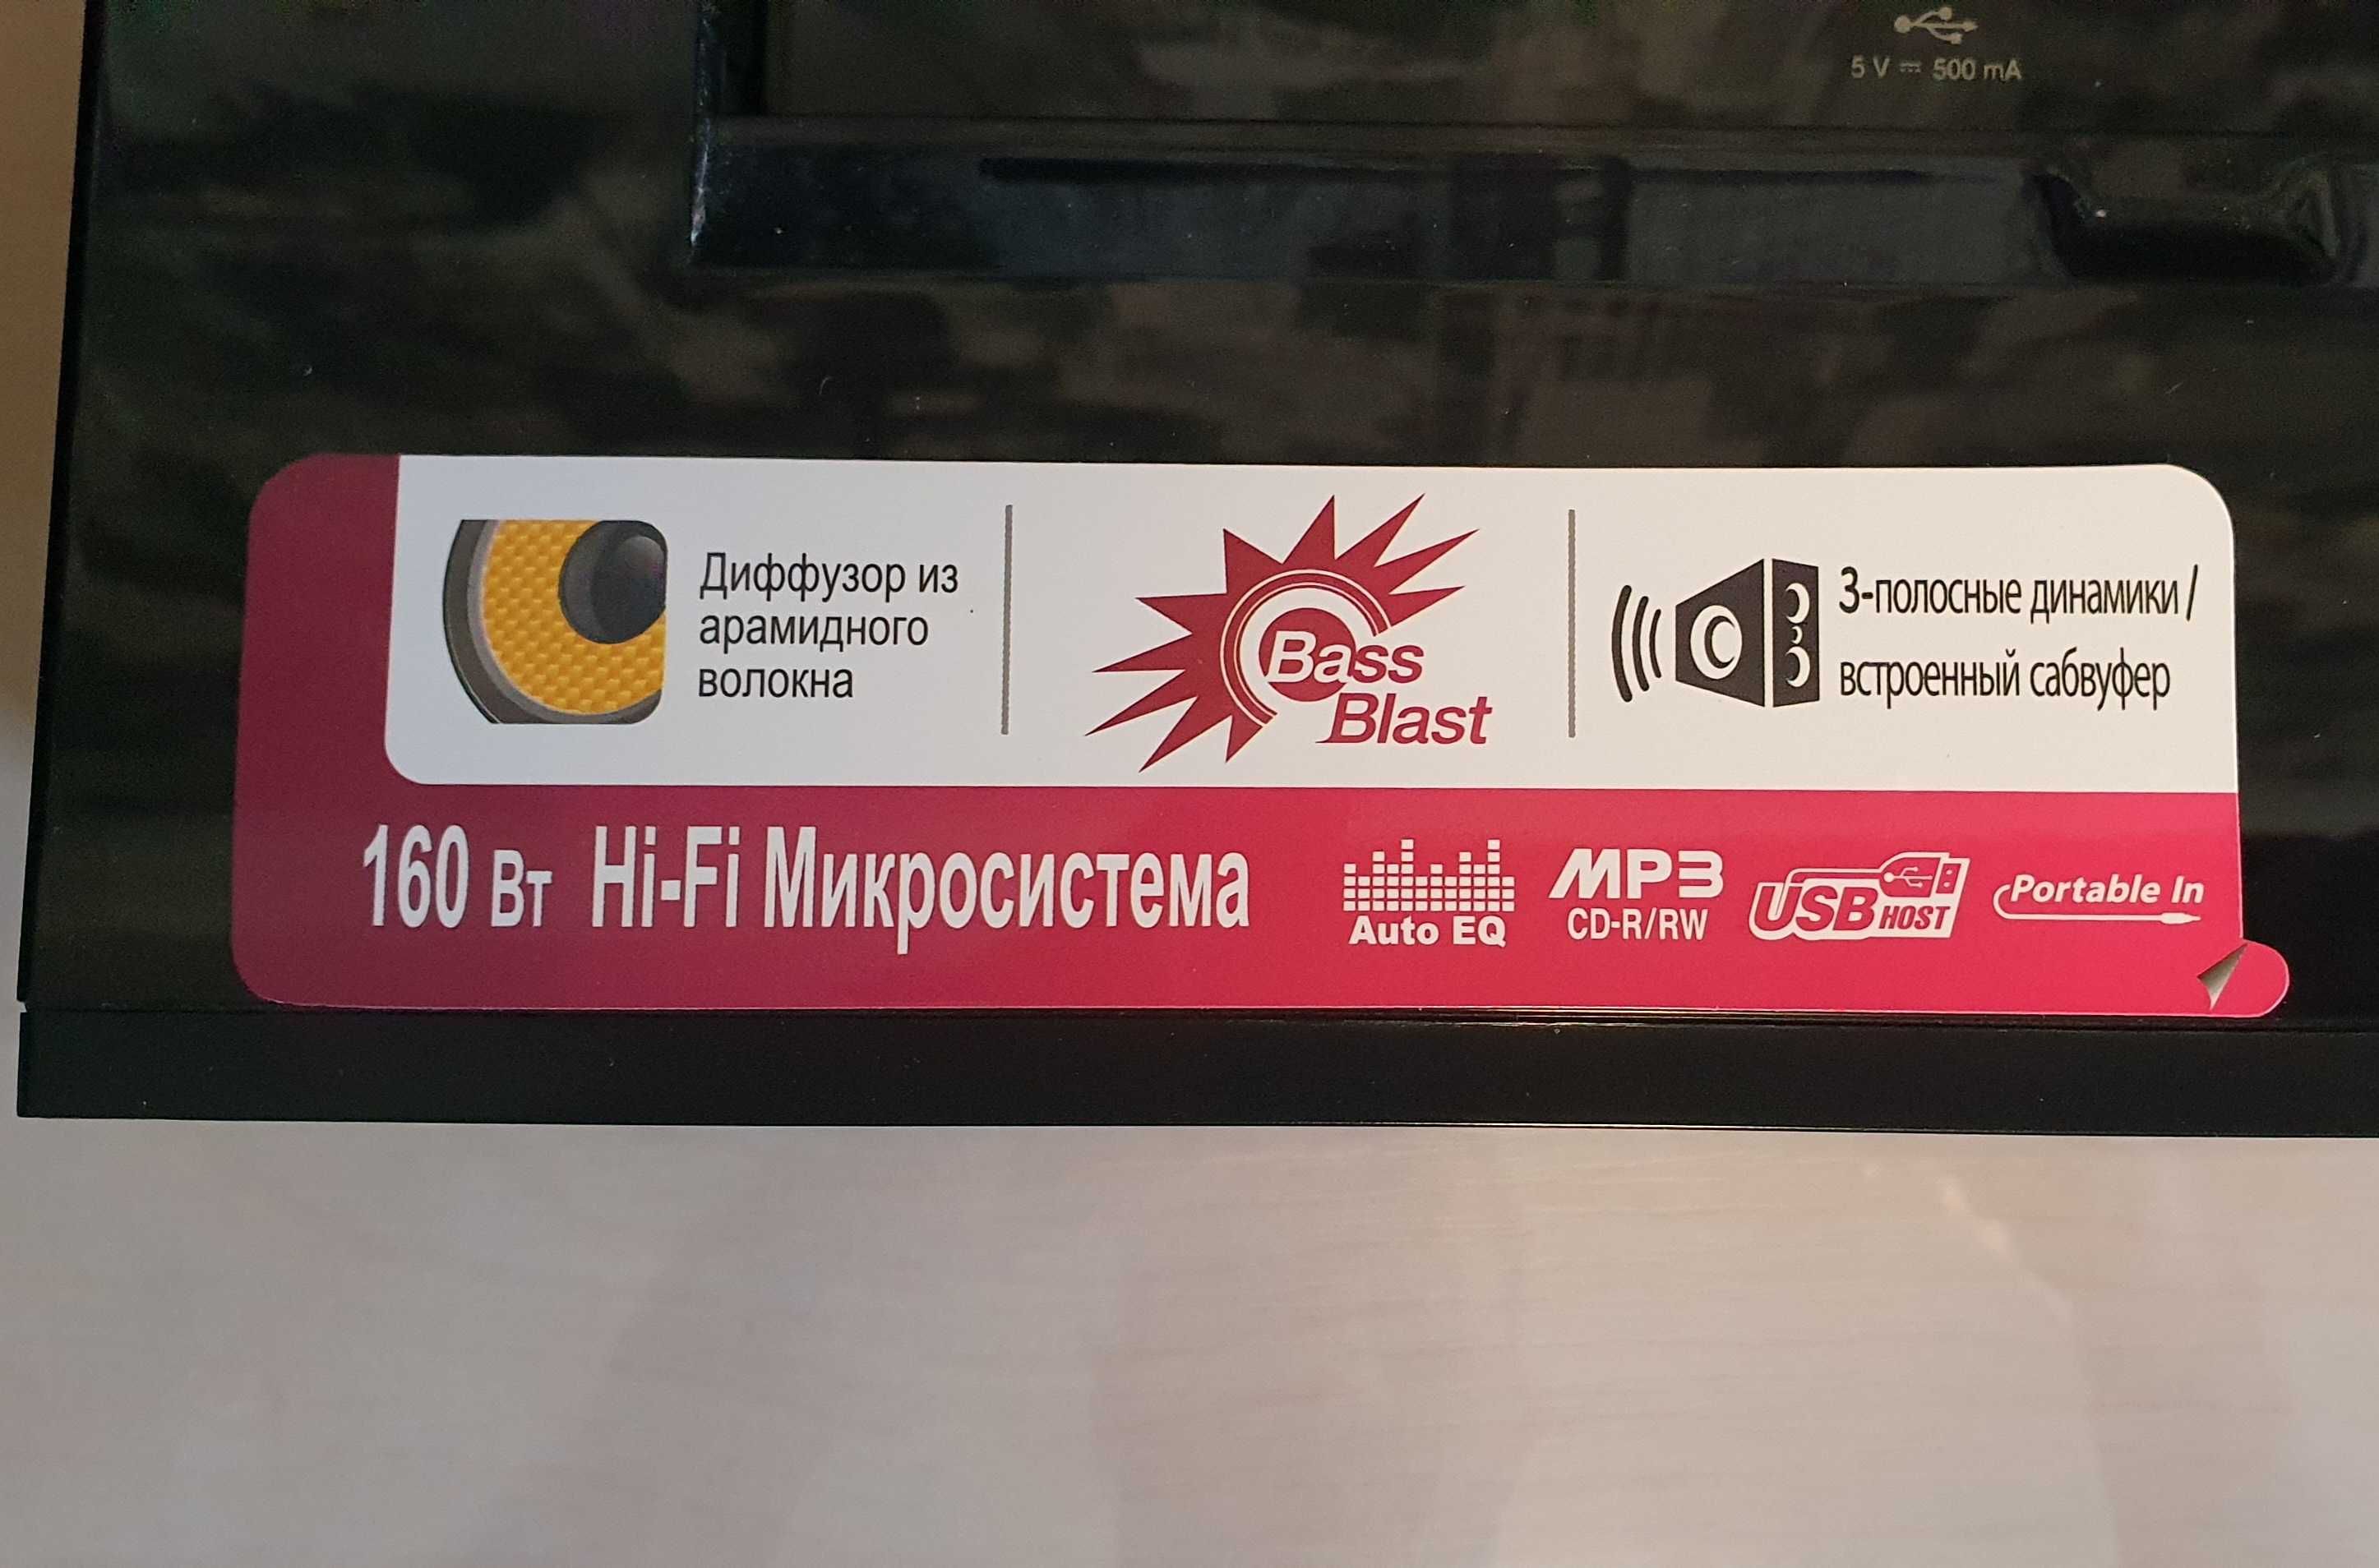 5 V ⎓ 500 mA
Диффузор из
арамидного
волокна
Bass
Blast
3-полосные динамики /
встроенный сабвуфер
160 Вт Hi-Fi Микросистема
Auto EQ
MP3
CD-R/RW
USB HOST
Portable In